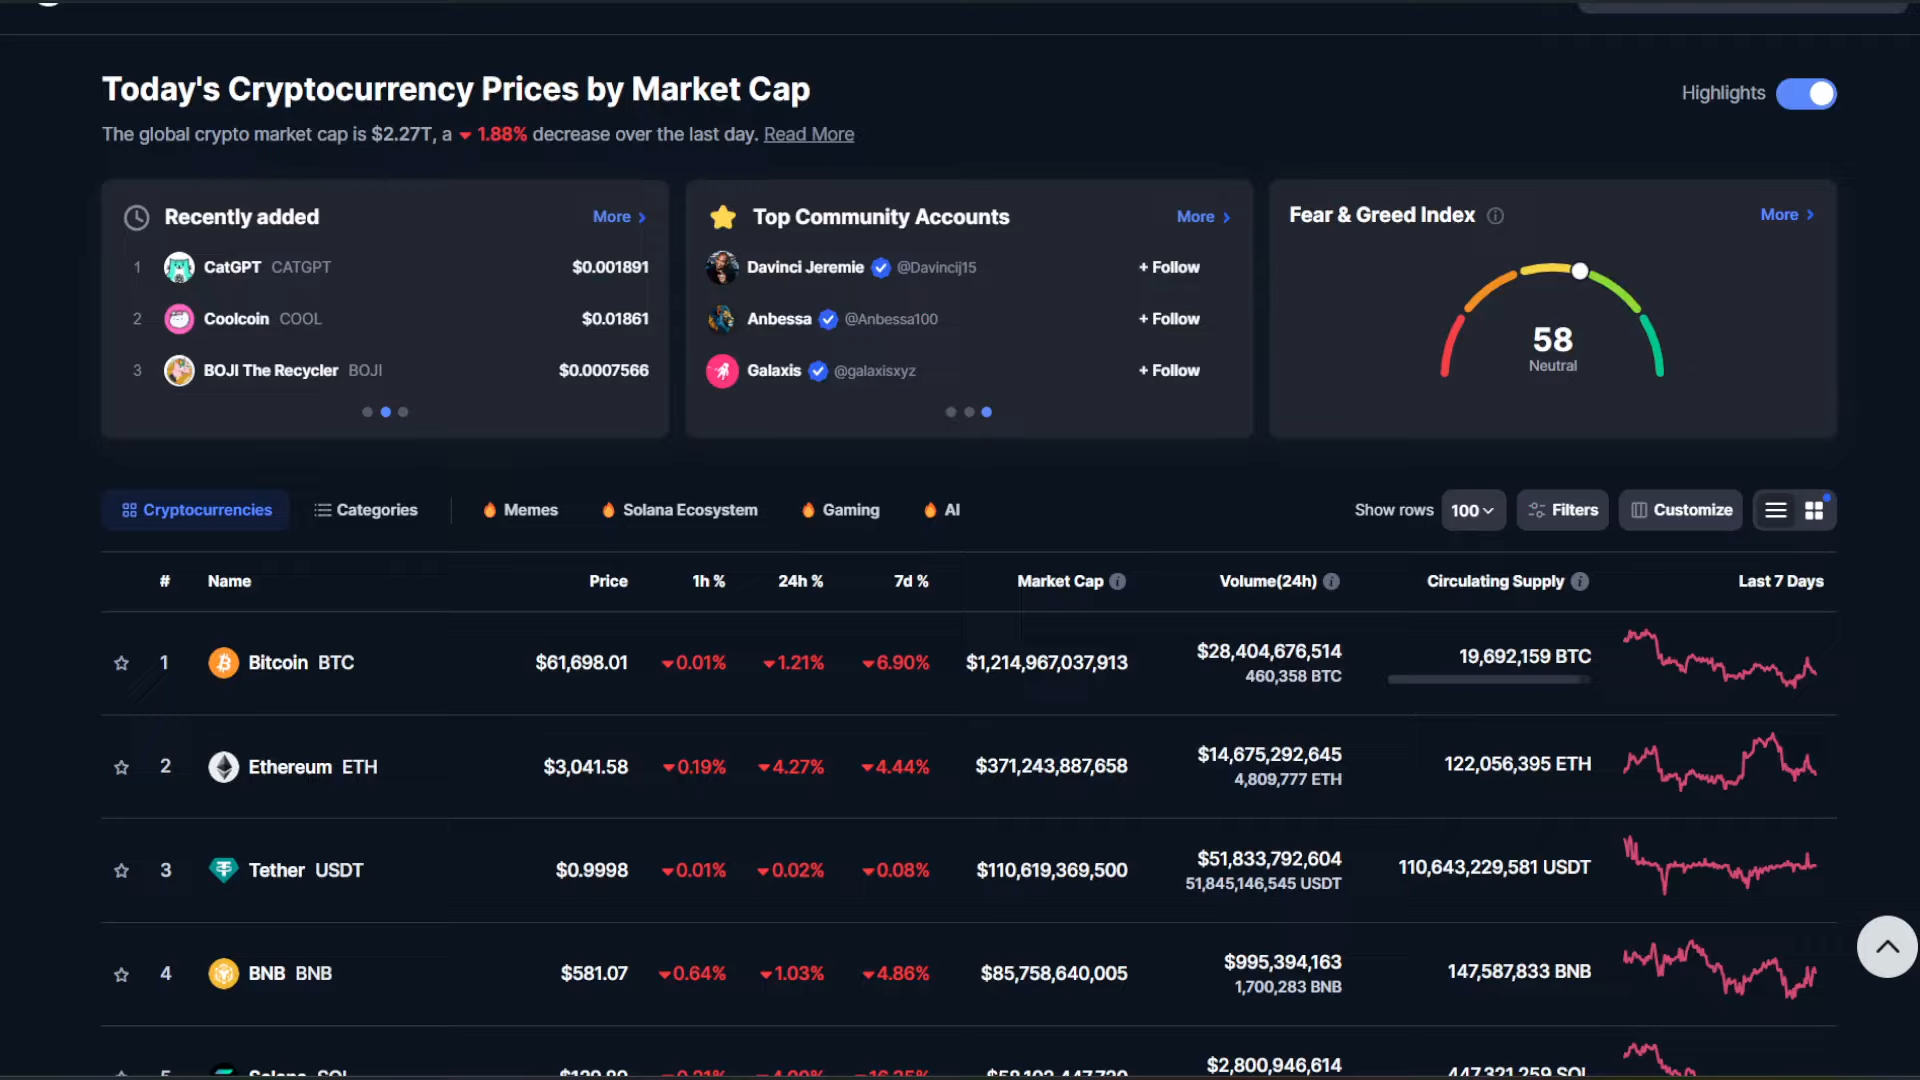 Today's Cryptocurrency Prices by Market Cap
Highlights
The global crypto market cap is $2.27T, a 1.88% decrease over the last day. Read More
Recently added
More
1 CatGPT CATGPT $0.001891
2 Coolcoin COOL $0.01861
3 BOJI The Recycler BOJI $0.0007566
Top Community Accounts
More
Davinci Jeremie @Davincij15 + Follow
Anbessa @Anbessa100 + Follow
Galaxis @galaxisxyz + Follow
Fear & Greed Index
More
58
Neutral
Cryptocurrencies Categories Memes Solana Ecosystem Gaming AI Show rows 100 Filters Customize
# Name Price 1h % 24h % 7d % Market Cap Volume(24h) Circulating Supply Last 7 Days
1 Bitcoin BTC $61,698.01 0.01% 1.21% 6.90% $1,214,967,037,913 $28,404,676,514 19,692,159 BTC
460,358 BTC
2 Ethereum ETH $3,041.58 0.19% 4.27% 4.44% $371,243,887,658 $14,675,292,645 122,056,395 ETH
4,809,777 ETH
3 Tether USDT $0.9998 0.01% 0.02% 0.08% $110,619,369,500 $51,833,792,604 110,643,229,581 USDT
51,845,146,545 USDT
4 BNB BNB $581.07 0.64% 1.03% 4.86% $85,758,640,005 $995,394,163 147,587,833 BNB
1,700,283 BNB
5 Solana SOL $2,800,946,614 447,321,259 SOL